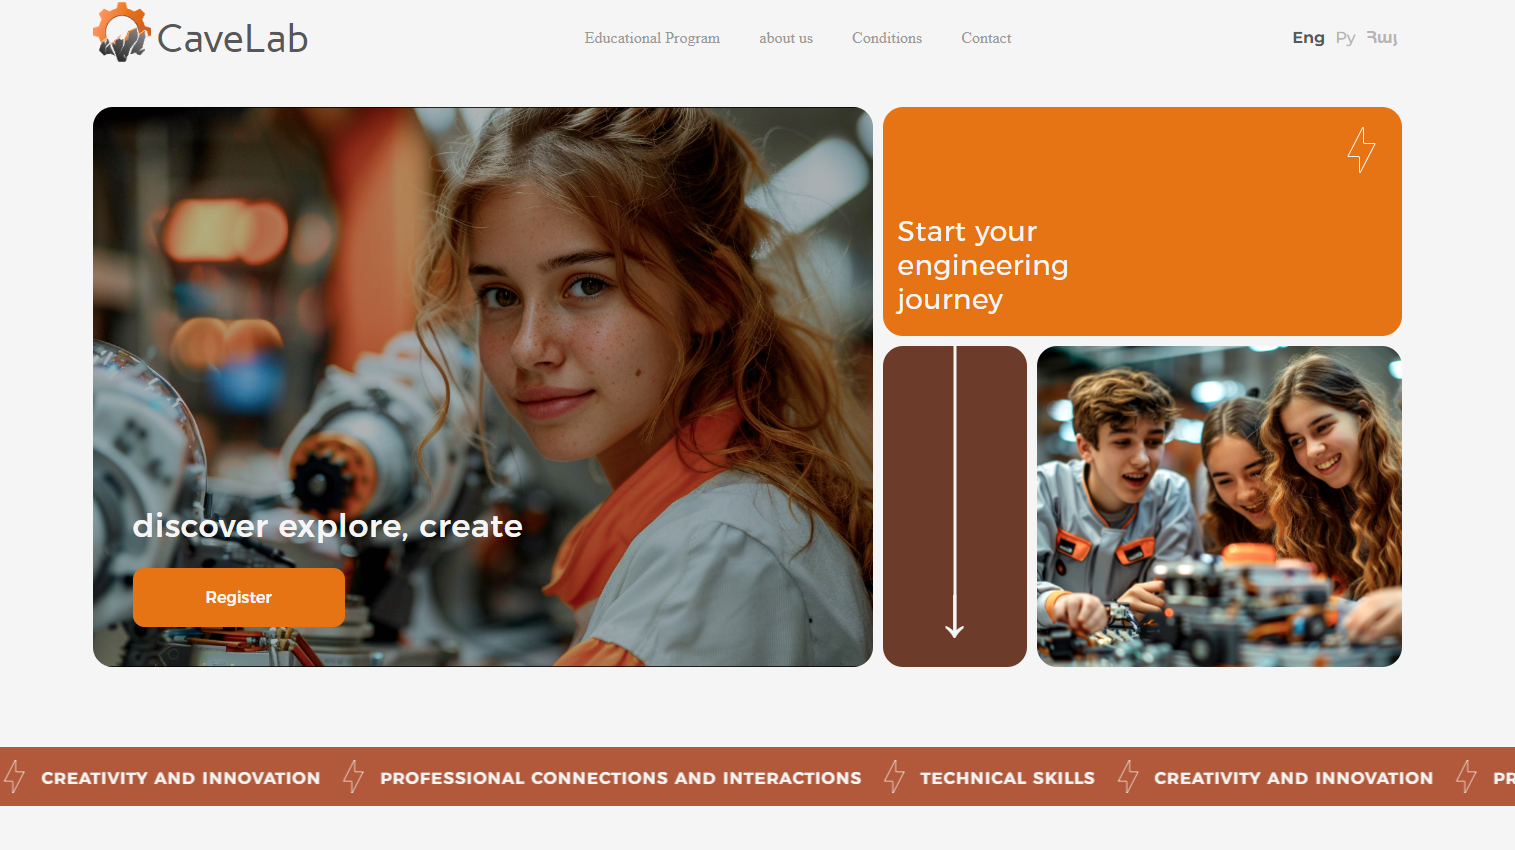 CaveLab
Educational Program
about us
Conditions
Contact
Eng
Ру
Հայ
Start your
engineering
journey
discover explore, create
Register
CREATIVITY AND INNOVATION
PROFESSIONAL CONNECTIONS AND INTERACTIONS
TECHNICAL SKILLS
CREATIVITY AND INNOVATION
PR